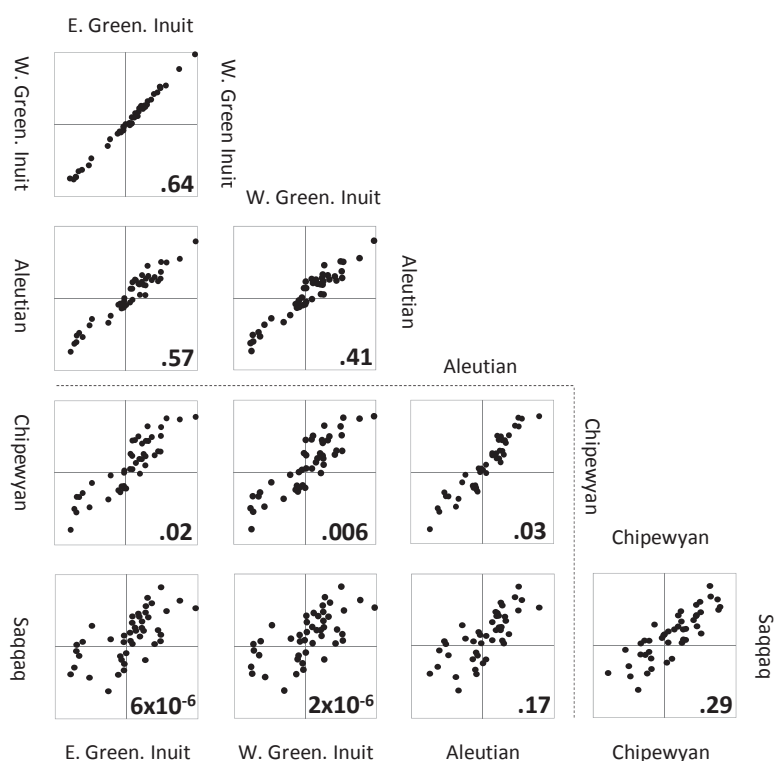 E. Green. Inuit
W. Green. Inuit
W. Green Inuit
.64
W. Green. Inuit
Aleutian
Aleutian
.57
.41
Aleutian
Chipewyan
Chipewyan
.02
.006
.03
Chipewyan
Saqqaq
Saqqaq
6x10⁻⁶
2x10⁻⁶
.17
.29
E. Green. Inuit
W. Green. Inuit
Aleutian
Chipewyan